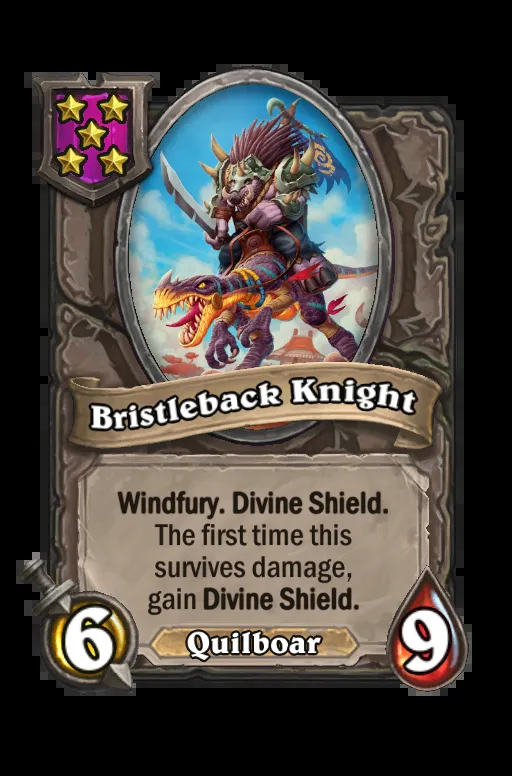 Bristleback Knight
Windfury. Divine Shield.
The first time this
survives damage,
gain Divine Shield.
6
Quilboar
9